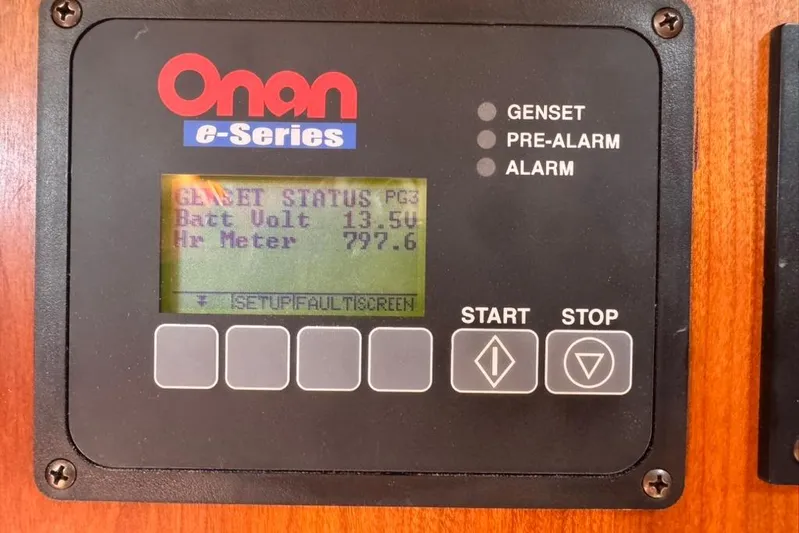 Onan
e-Series
GENSET
PRE-ALARM
ALARM
GENSET STATUS PG3
Batt Volt 13.5V
Hr Meter 797.6
SETUP FAULT SCREEN
START STOP